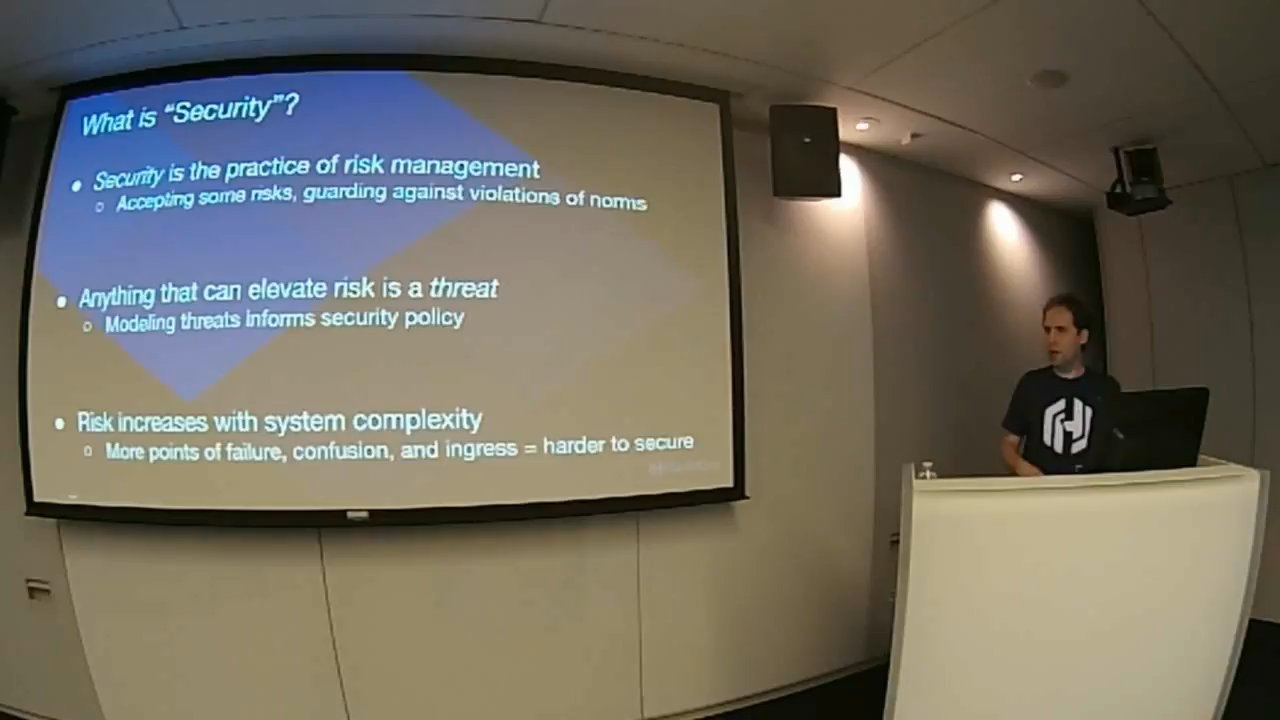 What is "Security"?
Security is the practice of risk management
Accepting some risks, guarding against violations of norms
Anything that can elevate risk is a threat
Modeling threats informs security policy
Risk increases with system complexity
More points of failure, confusion, and ingress = harder to secure